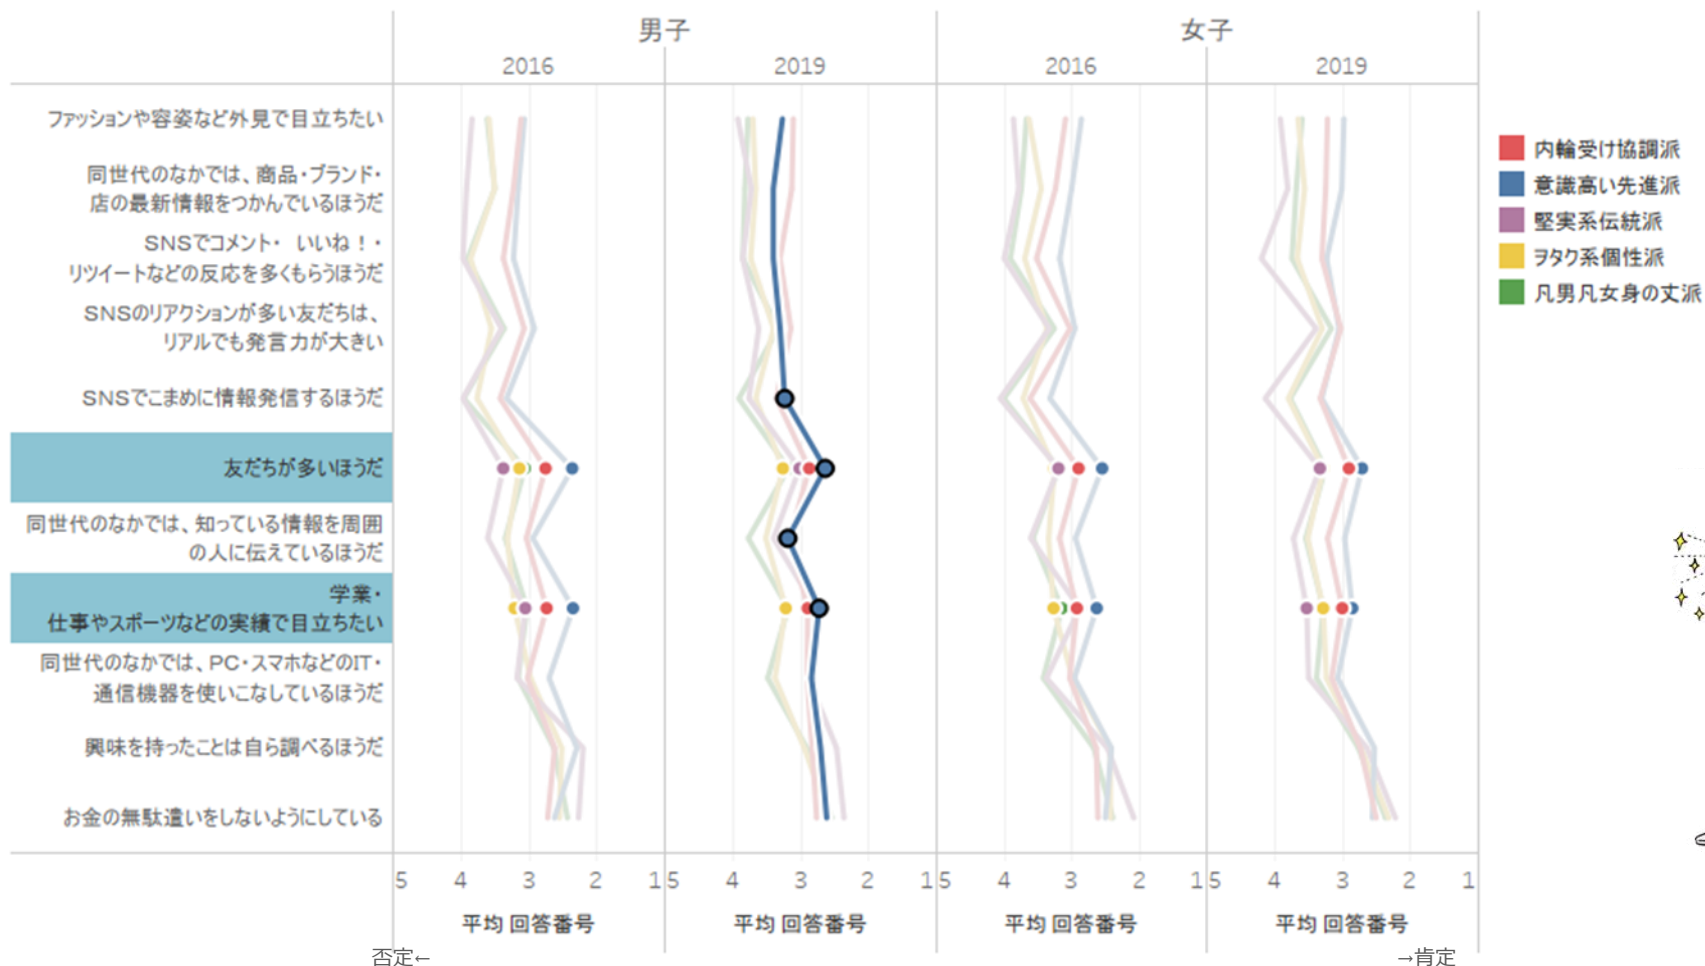 男子
女子
2016
2019
2016
2019
ファッションや容姿など外見で目立ちたい
同世代のなかでは、商品・ブランド・
店の最新情報をつかんでいるほうだ
SNSでコメント・ いいね！・
リツイートなどの反応を多くもらうほうだ
SNSのリアクションが多い友だちは、
リアルでも発言力が大きい
SNSでこまめに情報発信するほうだ
友だちが多いほうだ
同世代のなかでは、知っている情報を周囲
の人に伝えているほうだ
学業・
仕事やスポーツなどの実績で目立ちたい
同世代のなかでは、PC・スマホなどのIT・
通信機器を使いこなしているほうだ
興味を持ったことは自ら調べるほうだ
お金の無駄遣いをしないようにしている
内輪受け協調派
意識高い先進派
堅実系伝統派
ヲタク系個性派
凡男凡女身の丈派
5 4 3 2 1 5 4 3 2 1 5 4 3 2 1 5 4 3 2 1
平均 回答番号
平均 回答番号
平均 回答番号
平均 回答番号
否定←
→肯定